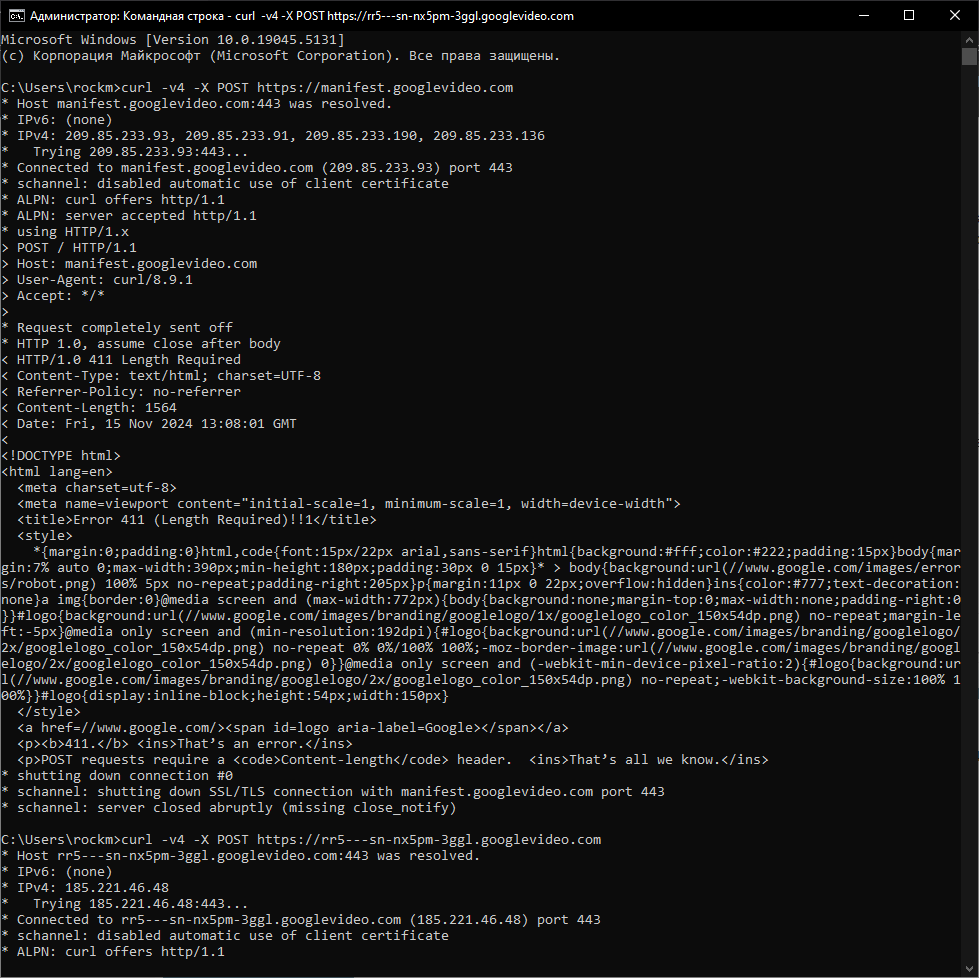 Администратор: Командная строка - curl  -v4 -X POST https://rr5---sn-nx5pm-3ggl.googlevideo.com
Microsoft Windows [Version 10.0.19045.5131]
(c) Корпорация Майкрософт (Microsoft Corporation). Все права защищены.
C:\Users\rockm>curl -v4 -X POST https://manifest.googlevideo.com
* Host manifest.googlevideo.com:443 was resolved.
* IPv6: (none)
* IPv4: 209.85.233.93, 209.85.233.91, 209.85.233.190, 209.85.233.136
*   Trying 209.85.233.93:443...
* Connected to manifest.googlevideo.com (209.85.233.93) port 443
* schannel: disabled automatic use of client certificate
* ALPN: curl offers http/1.1
* ALPN: server accepted http/1.1
* using HTTP/1.x
> POST / HTTP/1.1
> Host: manifest.googlevideo.com
> User-Agent: curl/8.9.1
> Accept: */*
>
* Request completely sent off
* HTTP 1.0, assume close after body
< HTTP/1.0 411 Length Required
< Content-Type: text/html; charset=UTF-8
< Referrer-Policy: no-referrer
< Content-Length: 1564
< Date: Fri, 15 Nov 2024 13:08:01 GMT
<
<!DOCTYPE html>
<html lang=en>
  <meta charset=utf-8>
  <meta name=viewport content="initial-scale=1, minimum-scale=1, width=device-width">
  <title>Error 411 (Length Required)!!1</title>
  <style>
    *{margin:0;padding:0}html,code{font:15px/22px arial,sans-serif}html{background:#fff;color:#222;padding:15px}body{mar
gin:7% auto 0;max-width:390px;min-height:180px;padding:30px 0 15px}* > body{background:url(//www.google.com/images/error
s/robot.png) 100% 5px no-repeat;padding-right:205px}p{margin:11px 0 22px;overflow:hidden}ins{color:#777;text-decoration:
none}a img{border:0}@media screen and (max-width:772px){body{background:none;margin-top:0;max-width:none;padding-right:0
}}#logo{background:url(//www.google.com/images/branding/googlelogo/1x/googlelogo_color_150x54dp.png) no-repeat;margin-le
ft:-5px}@media only screen and (min-resolution:192dpi){#logo{background:url(//www.google.com/images/branding/googlelogo/
2x/googlelogo_color_150x54dp.png) no-repeat 0% 0%/100% 100%;-moz-border-image:url(//www.google.com/images/branding/googl
elogo/2x/googlelogo_color_150x54dp.png) 0}}@media only screen and (-webkit-min-device-pixel-ratio:2){#logo{background:ur
l(//www.google.com/images/branding/googlelogo/2x/googlelogo_color_150x54dp.png) no-repeat;-webkit-background-size:100% 1
00%}}#logo{display:inline-block;height:54px;width:150px}
  </style>
  <a href=//www.google.com/><span id=logo aria-label=Google></span></a>
  <p><b>411.</b> <ins>That’s an error.</ins>
  <p>POST requests require a <code>Content-length</code> header.  <ins>That’s all we know.</ins>
* shutting down connection #0
* schannel: shutting down SSL/TLS connection with manifest.googlevideo.com port 443
* schannel: server closed abruptly (missing close_notify)
C:\Users\rockm>curl -v4 -X POST https://rr5---sn-nx5pm-3ggl.googlevideo.com
* Host rr5---sn-nx5pm-3ggl.googlevideo.com:443 was resolved.
* IPv6: (none)
* IPv4: 185.221.46.48
*   Trying 185.221.46.48:443...
* Connected to rr5---sn-nx5pm-3ggl.googlevideo.com (185.221.46.48) port 443
* schannel: disabled automatic use of client certificate
* ALPN: curl offers http/1.1